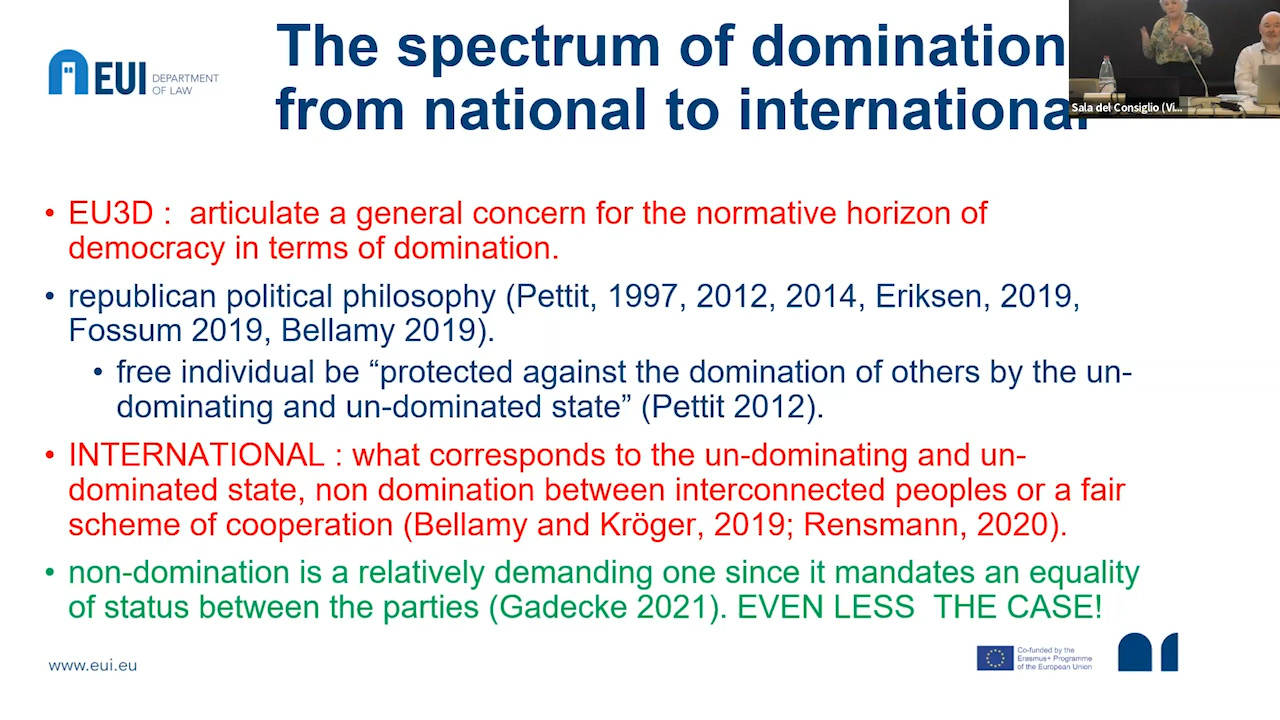 The spectrum of domination
from national to international
EUI DEPARTMENT
OF LAW
Sala del Consiglio (Vi...
• EU3D : articulate a general concern for the normative horizon of
democracy in terms of domination.
• republican political philosophy (Pettit, 1997, 2012, 2014, Eriksen, 2019,
Fossum 2019, Bellamy 2019).
• free individual be “protected against the domination of others by the un-
dominating and un-dominated state” (Pettit 2012).
• INTERNATIONAL : what corresponds to the un-dominating and un-
dominated state, non domination between interconnected peoples or a fair
scheme of cooperation (Bellamy and Kröger, 2019; Rensmann, 2020).
• non-domination is a relatively demanding one since it mandates an equality
of status between the parties (Gadecke 2021). EVEN LESS THE CASE!
www.eui.eu
Co-funded by the
Erasmus+ Programme
of the European Union